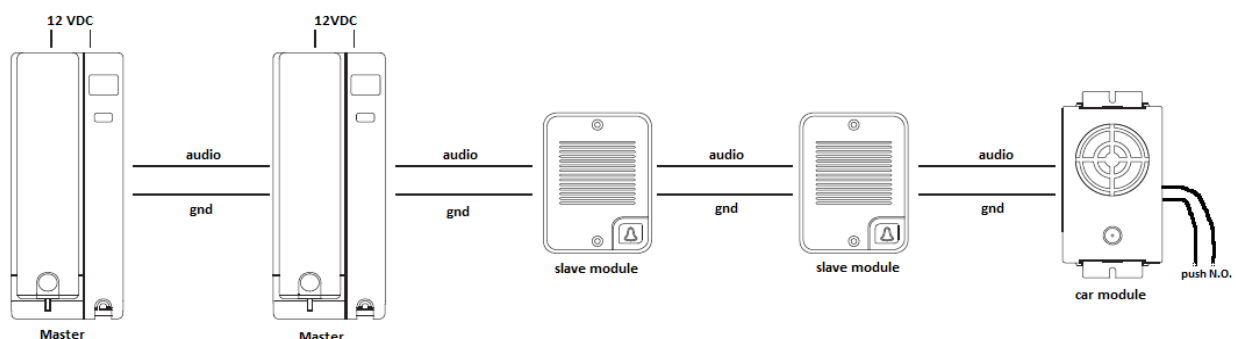 12 VDC
12VDC
audio
audio
audio
audio
gnd
gnd
gnd
gnd
slave module
slave module
push N.O.
car module
Master
Master